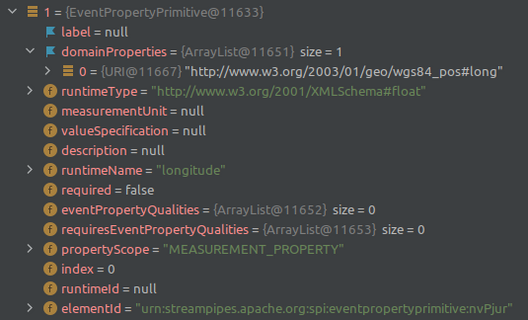 1 = {EventPropertyPrimitive@11633}
label = null
domainProperties = {ArrayList@11651} size = 1
0 = {URI@11667} "http://www.w3.org/2003/01/geo/wgs84_pos#long"
runtimeType = "http://www.w3.org/2001/XMLSchema#float"
measurementUnit = null
valueSpecification = null
description = null
runtimeName = "longitude"
required = false
eventPropertyQualities = {ArrayList@11652} size = 0
requiresEventPropertyQualities = {ArrayList@11653} size = 0
propertyScope = "MEASUREMENT_PROPERTY"
index = 0
runtimeId = null
elementId = "urn:streampipes.apache.org:spi:eventpropertyprimitive:nvPjur"